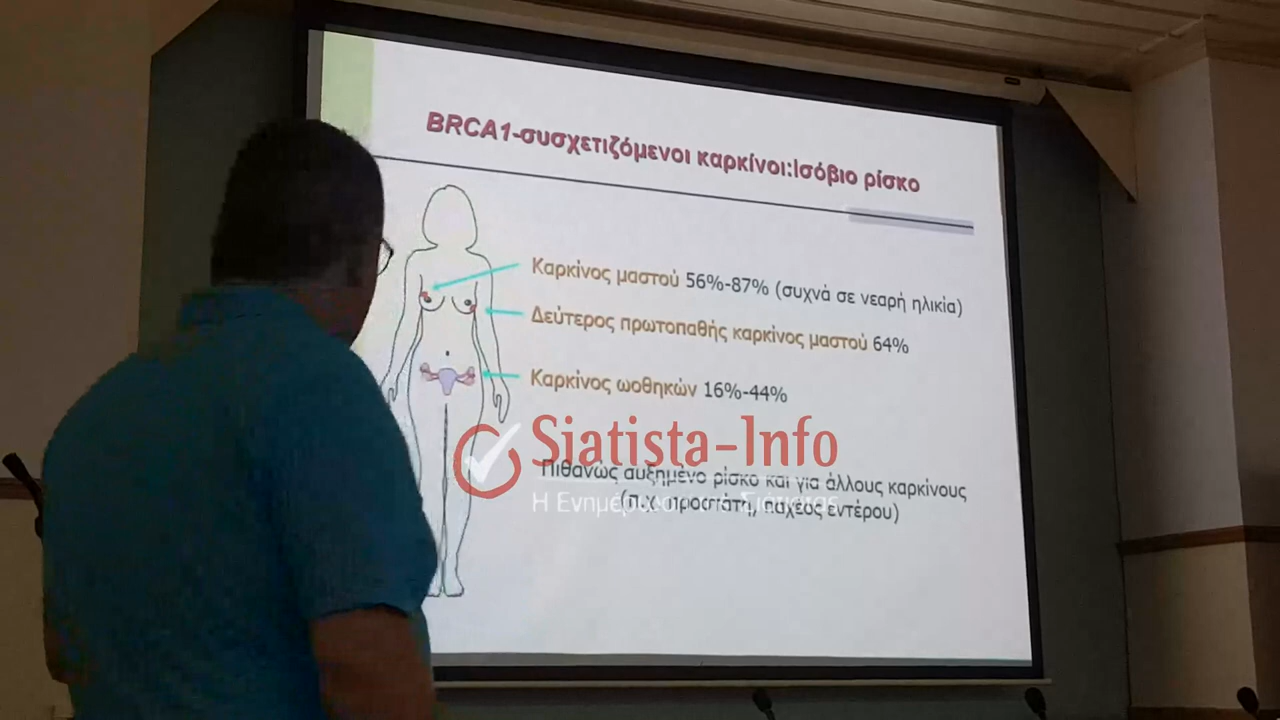 BRCA1-συσχετιζόμενοι καρκίνοι:Ισόβιο ρίσκο
Καρκίνος μαστού 56%-87% (συχνά σε νεαρή ηλικία)
Δεύτερος πρωτοπαθής καρκίνος μαστού 64%
Καρκίνος ωοθηκών 16%-44%
Siatista-Info
Πιθανώς αυξημένο ρίσκο και για άλλους καρκίνους
Η Ενημέρωση
(π.χ. προστάτη, παχέος εντέρου)